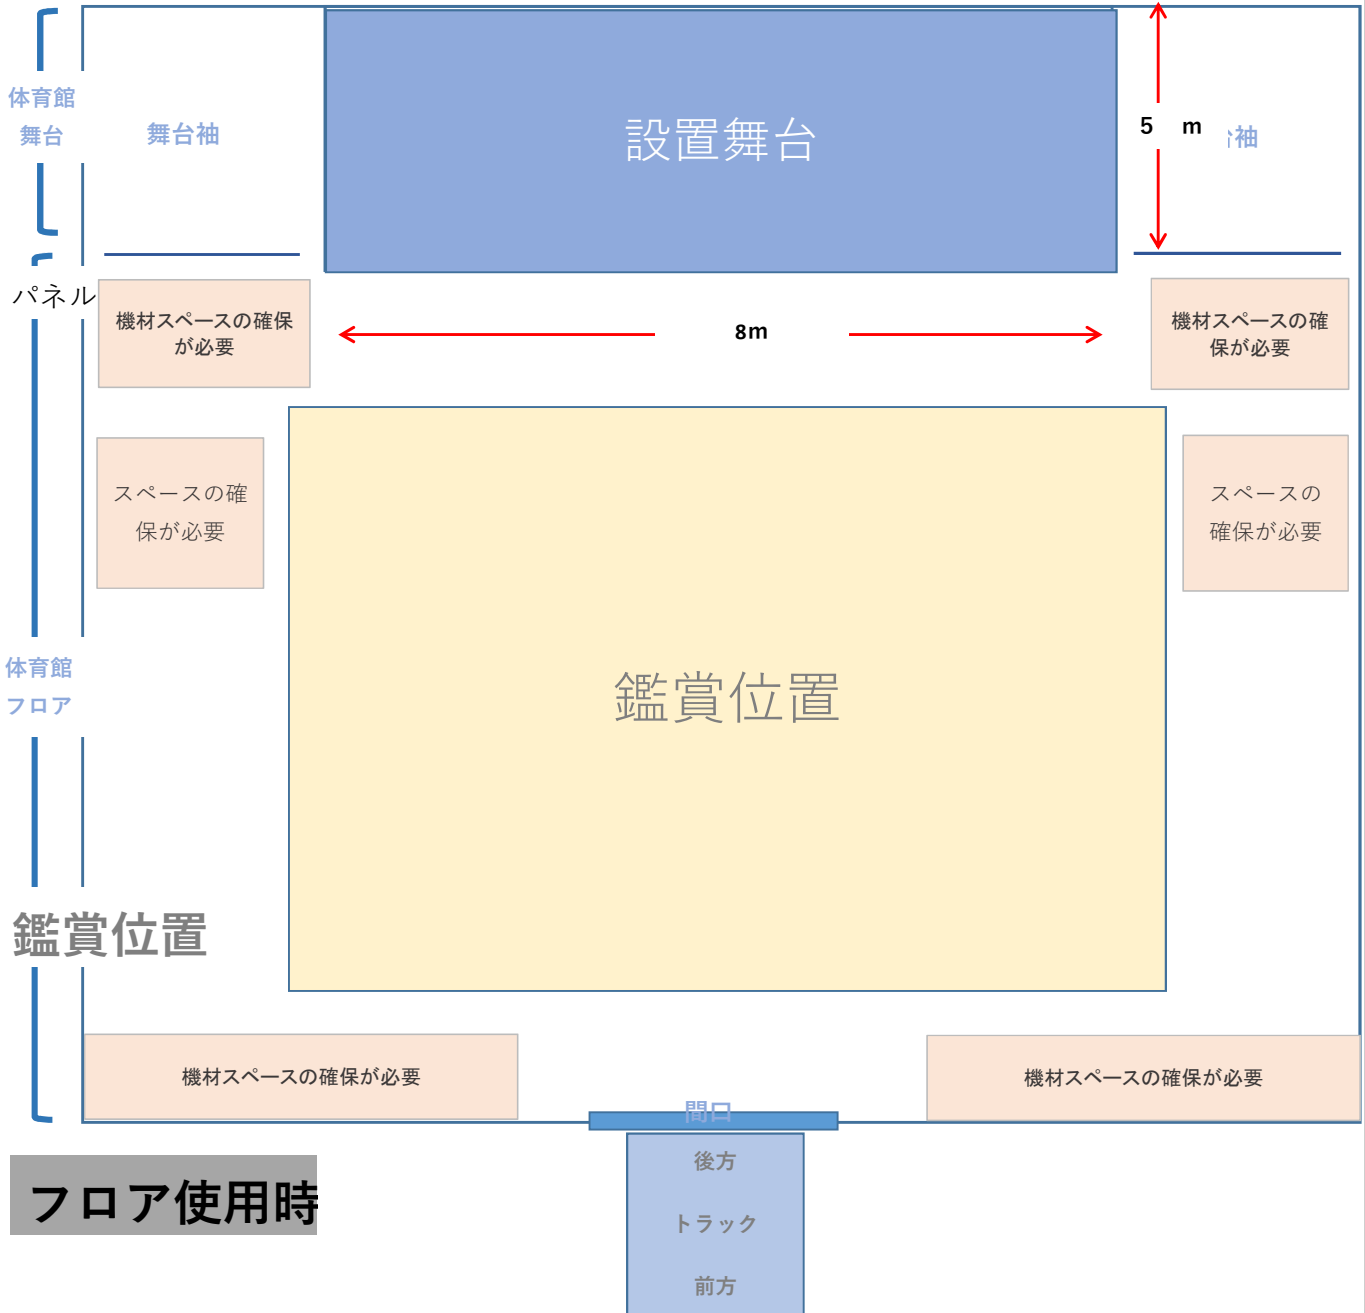 体育館
舞台
舞台袖
設置舞台
5 m
袖
パネル
機材スペースの確保
が必要
8m
機材スペースの確
保が必要
スペースの確
保が必要
スペースの
確保が必要
体育館
フロア
鑑賞位置
鑑賞位置
機材スペースの確保が必要
機材スペースの確保が必要
間口
後方
フロア使用時
トラック
前方